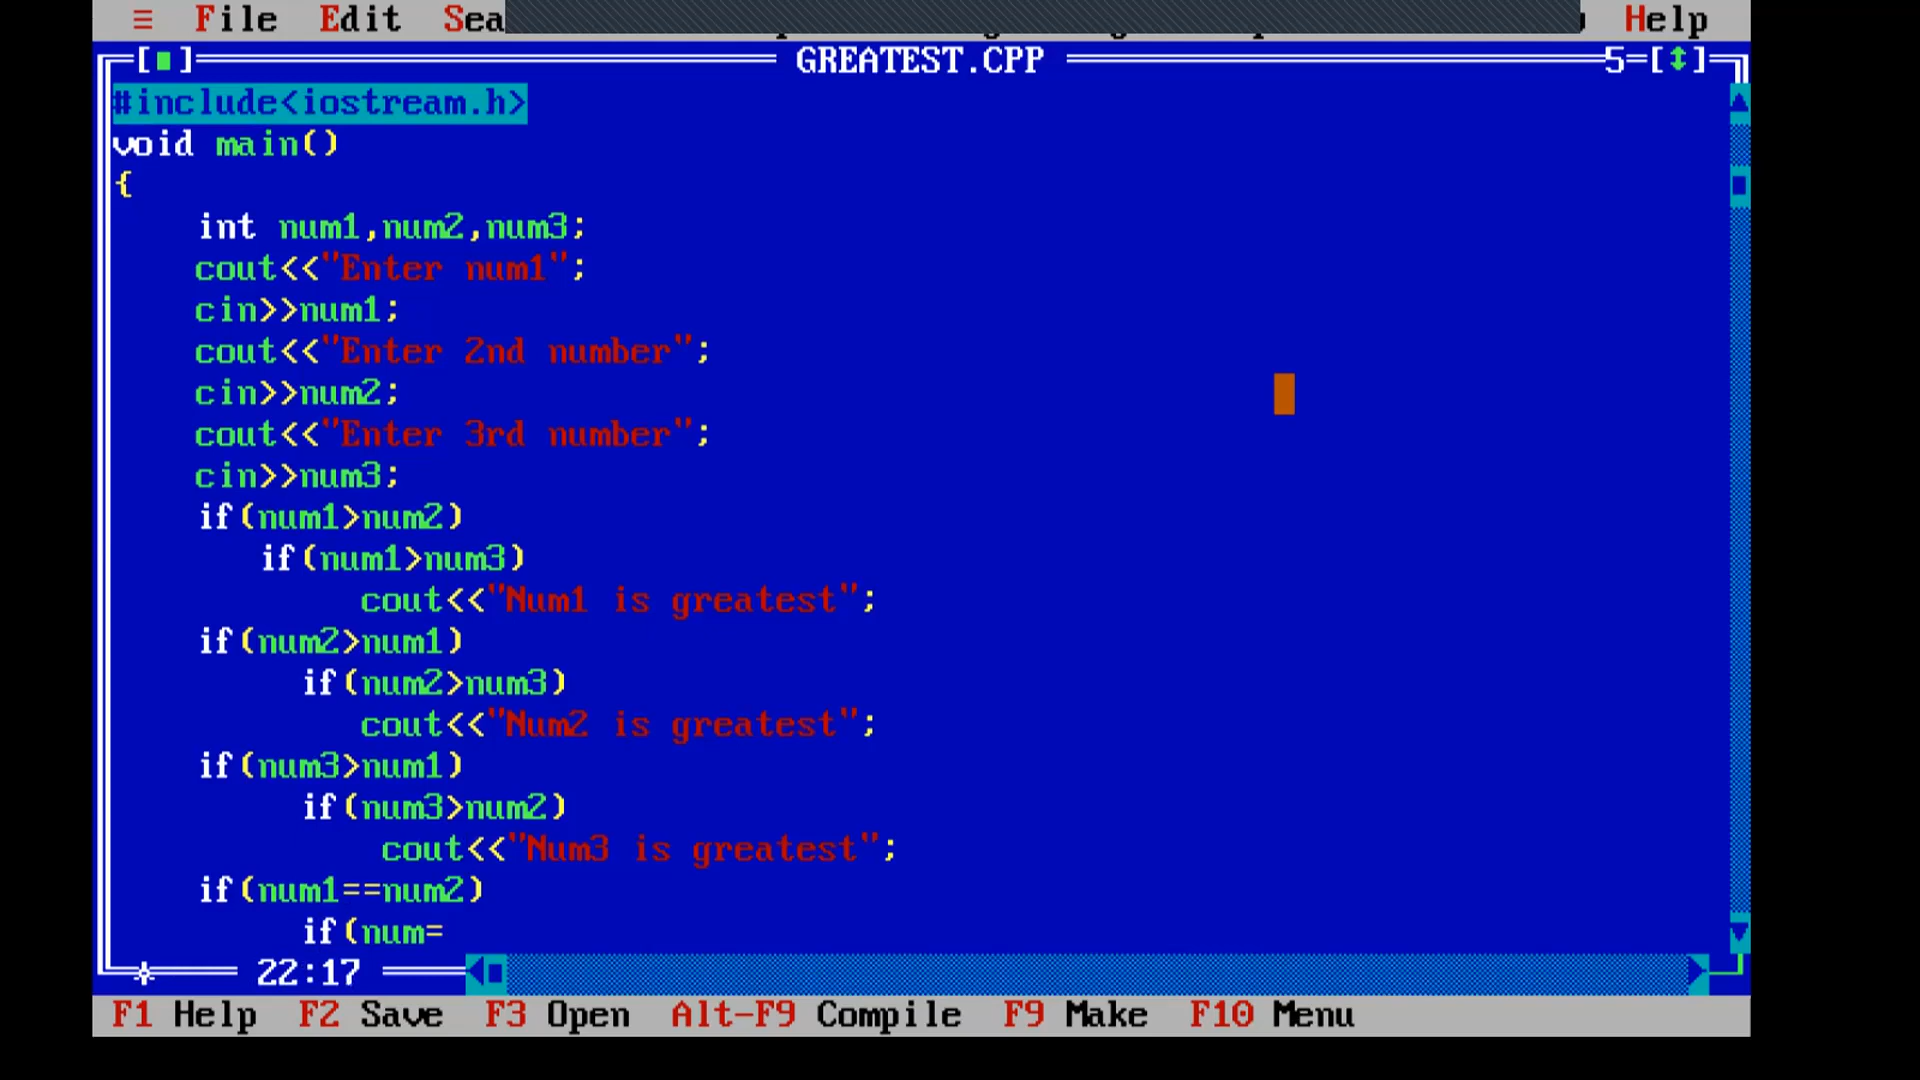 ≡ File Edit Sea Help
[■] GREATEST.CPP 5=[↕]
#include<iostream.h>
void main()
{
int num1,num2,num3;
cout<<"Enter num1";
cin>>num1;
cout<<"Enter 2nd number";
cin>>num2;
cout<<"Enter 3rd number";
cin>>num3;
if(num1>num2)
if(num1>num3)
cout<<"Num1 is greatest";
if(num2>num1)
if(num2>num3)
cout<<"Num2 is greatest";
if(num3>num1)
if(num3>num2)
cout<<"Num3 is greatest";
if(num1==num2)
if(num=
22:17
F1 Help F2 Save F3 Open Alt-F9 Compile F9 Make F10 Menu